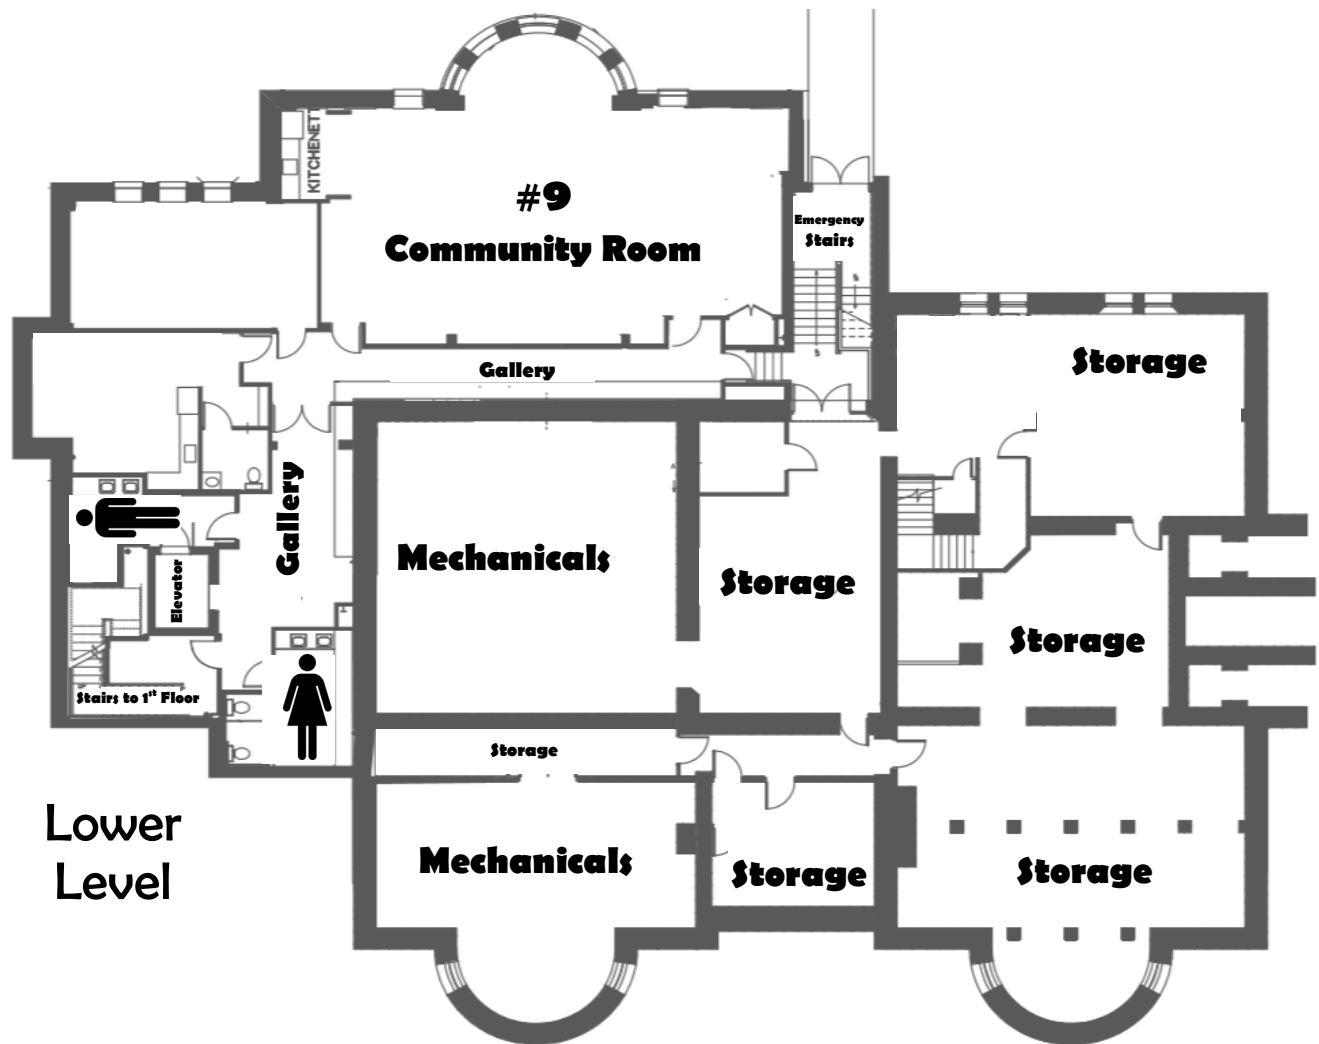 KITCHENET
#9
Community Room
Emergency
Stairs
Gallery
Storage
Gallery
Mechanicals
Storage
Elevator
Storage
Stairs to 1st Floor
Storage
Lower
Level
Mechanicals
Storage
Storage